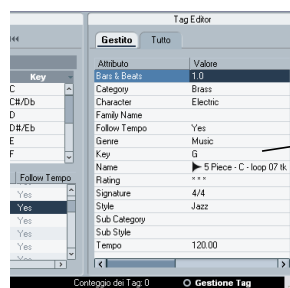 Tag Editor
Gestito Tutto
Attributo Valore
Bars & Beats 1.0
Category Brass
Character Electric
Family Name
Follow Tempo Yes
Genre Music
Key G
Name 5 Piece - C - loop 07 tk
Rating ***
Signature 4/4
Style Jazz
Sub Category
Sub Style
Tempo 120.00
Key
C
C#/Db
D
D#/Eb
E
F
Follow Tempo
Yes
Yes
Yes
Yes
Yes
Conteggio dei Tag: 0 Gestione Tag